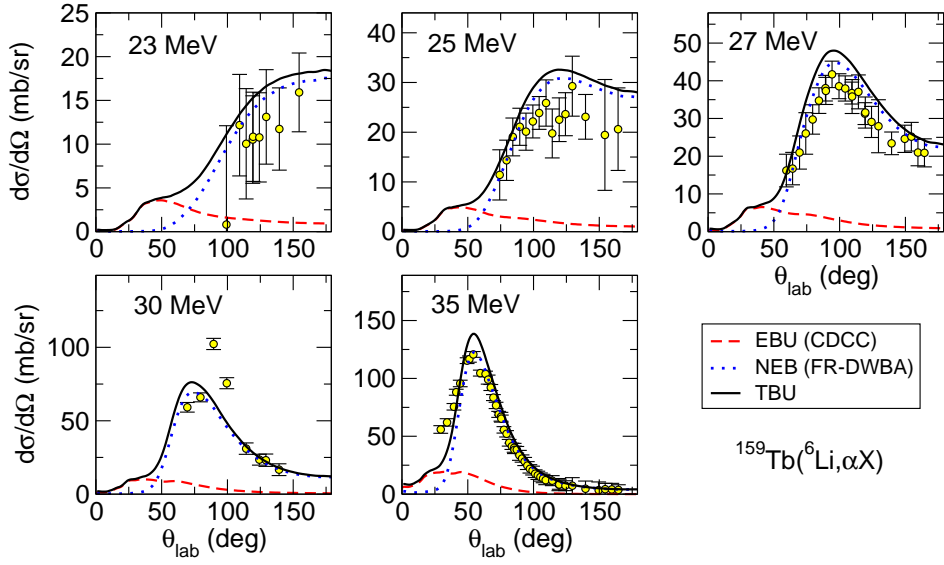 23 MeV
25 MeV
27 MeV
dσ/dΩ (mb/sr)
25
20
15
10
5
0
0 50 100 150
40
30
20
10
0
0 50 100 150
50
40
30
20
10
0
0 50 100 150
θlab (deg)
30 MeV
35 MeV
dσ/dΩ (mb/sr)
100
50
0
0 50 100 150
θlab (deg)
150
100
50
0
0 50 100 150
θlab (deg)
EBU (CDCC)
NEB (FR-DWBA)
TBU
¹⁵⁹Tb(⁶Li,αX)